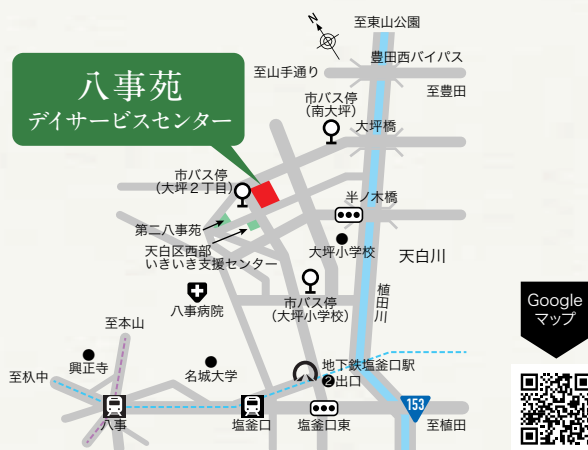 N
至東山公園
豊田西バイパス
至山手通り
至豊田
八事苑
デイサービスセンター
市バス停
（南大坪）
大坪橋
市バス停
（大坪２丁目）
半ノ木橋
第二八事苑
天白区西部
いきいき支援センター
大坪小学校
天白川
植田川
八事病院
市バス停
（大坪小学校）
Google
マップ
至本山
興正寺
名城大学
地下鉄塩釜口駅
❷出口
至杁中
八事
塩釜口
塩釜口東
153
至植田